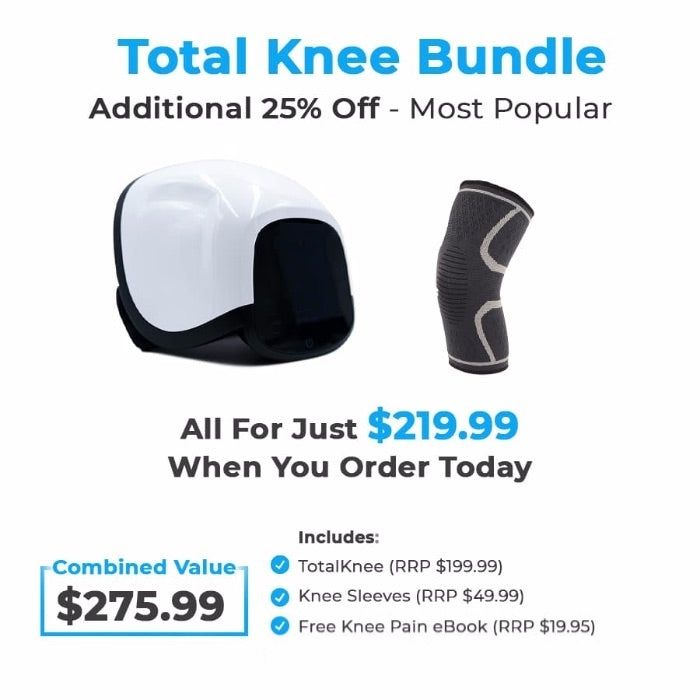 Total Knee Bundle
Additional 25% Off - Most Popular
All For Just $219.99
When You Order Today
Includes:
Combined Value
$275.99
TotalKnee (RRP $199.99)
Knee Sleeves (RRP $49.99)
Free Knee Pain eBook (RRP $19.95)